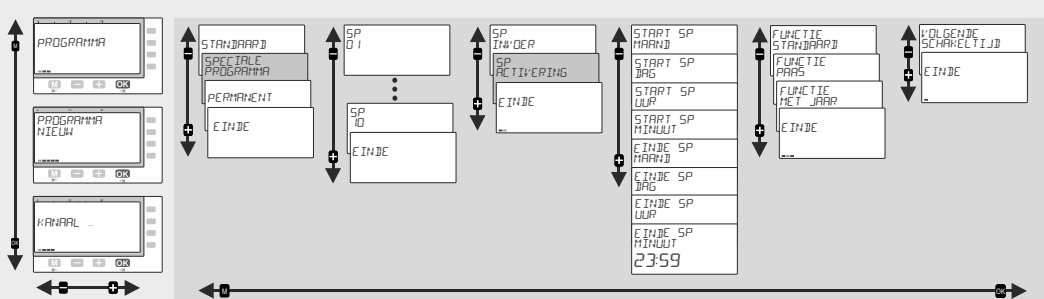 PROGRAMMA
M
OK
PROGRAMMA
NIEUW
M
OK
KANAAL _
M
OK
M
OK
STANDAARD
SPECIALE
PROGRAMMA
PERMANENT
EINDE
SP
01
SP
10
EINDE
SP
INVOER
SP
ACTIVERING
EINDE
START SP
MAAND
START SP
DAG
START SP
UUR
START SP
MINUUT
EINDE SP
MAAND
EINDE SP
DAG
EINDE SP
UUR
EINDE SP
MINUUT
23:59
FUNCTIE
STANDAARD
FUNCTIE
PAAS
FUNCTIE
MET JAAR
EINDE
VOLGENDE
SCHAKELTIJD
EINDE
M
OK